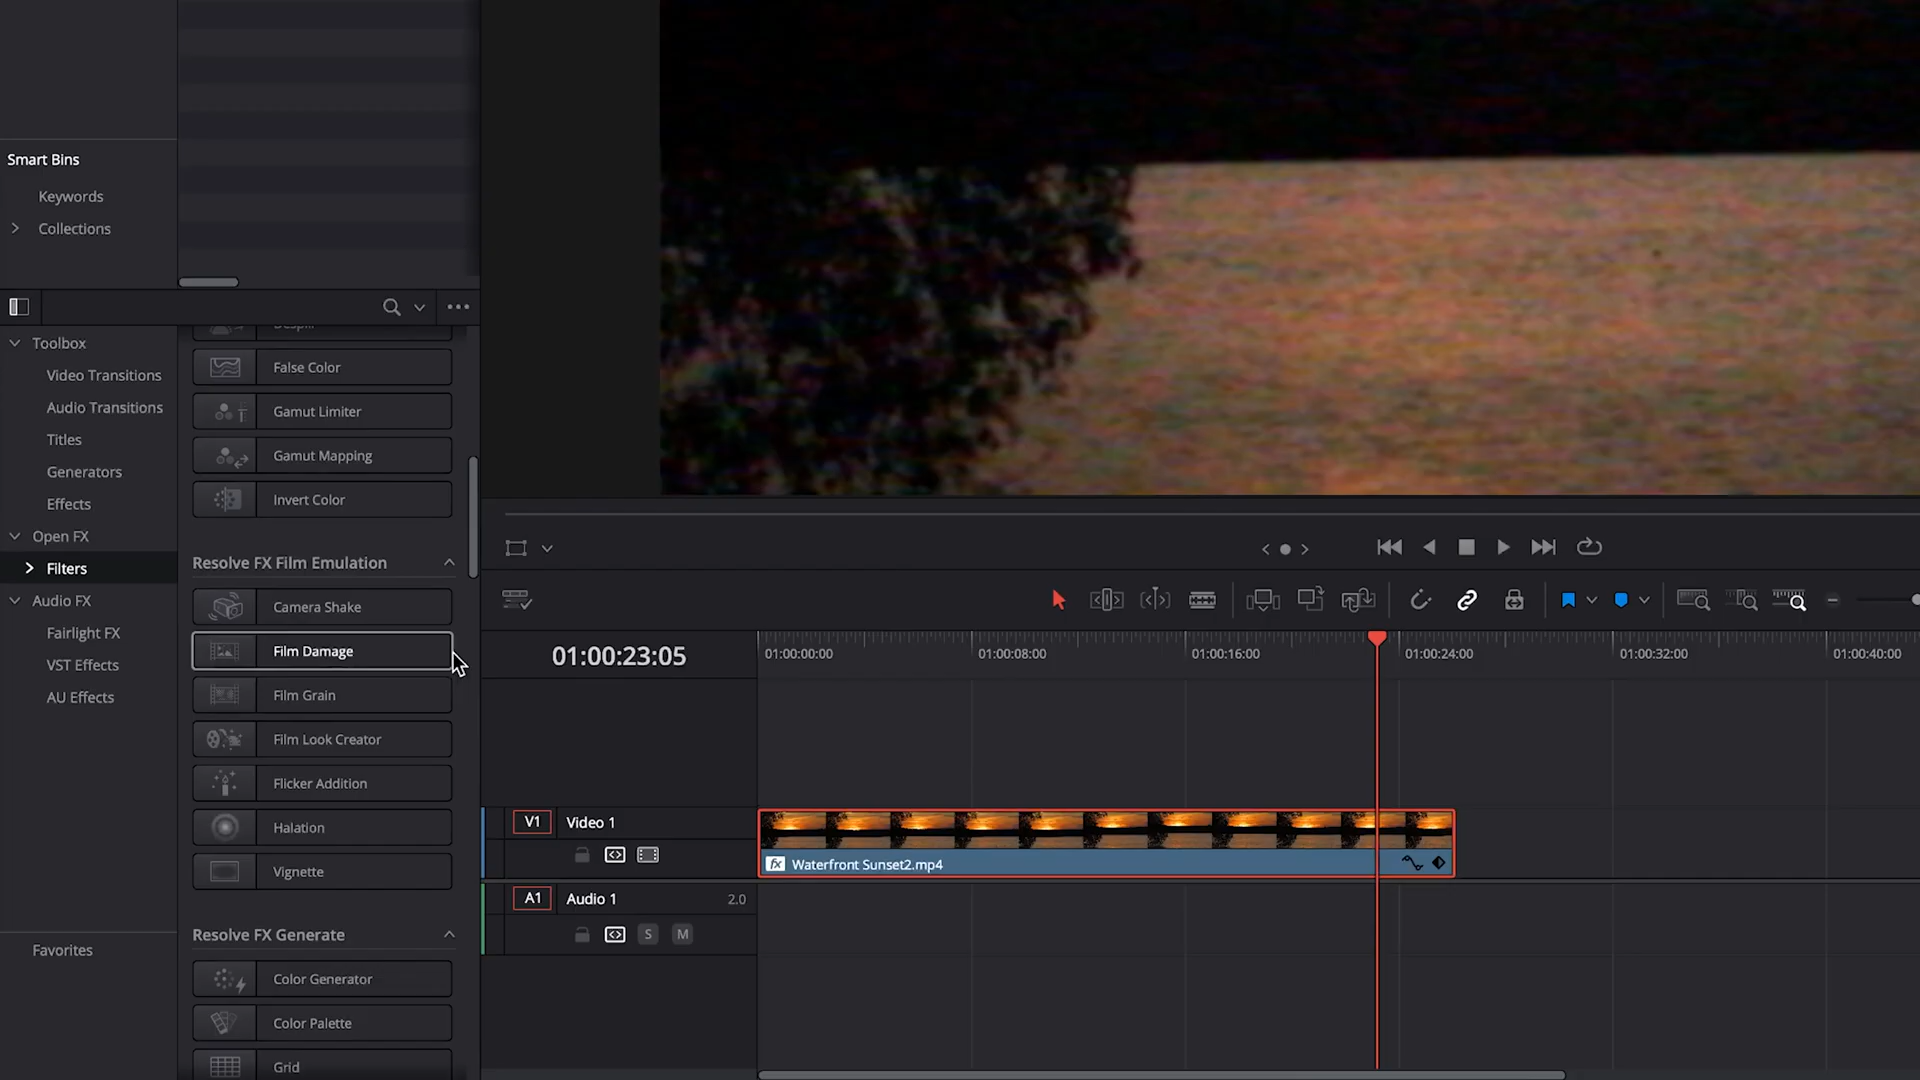 Smart Bins
Keywords
Collections
Toolbox
Video Transitions
Audio Transitions
Titles
Generators
Effects
Open FX
Filters
Audio FX
Fairlight FX
VST Effects
AU Effects
Favorites
Despill
False Color
Gamut Limiter
Gamut Mapping
Invert Color
Resolve FX Film Emulation
Camera Shake
Film Damage
Film Grain
Film Look Creator
Flicker Addition
Halation
Vignette
Resolve FX Generate
Color Generator
Color Palette
Grid
01:00:23:05
01:00:00:00
01:00:08:00
01:00:16:00
01:00:24:00
01:00:32:00
01:00:40:00
V1 Video 1
fx Waterfront Sunset2.mp4
A1 Audio 1 2.0
S M